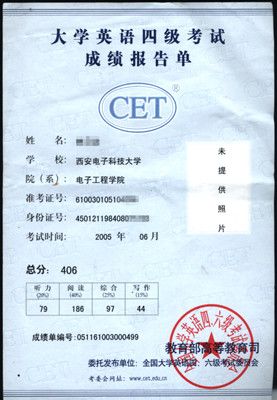 大学英语四级考试
成绩报告单
CET
®
姓名:
学校: 西安电子科技大学
院(系): 电子工程学院
准考证号: 610030105104
身份证号: 4501211984080
考试时间: 2005 年 06 月
未提供照片
总分: 406
听力 (20%) 阅读 (40%) 综合 (25%) 写作 (15%)
79 186 97 44
成绩单编号: 051161003000499
教育部高等教育司
委托发布单位: 全国大学英语四、六级考试委员会
考委会网址: www.cet.edu.cn